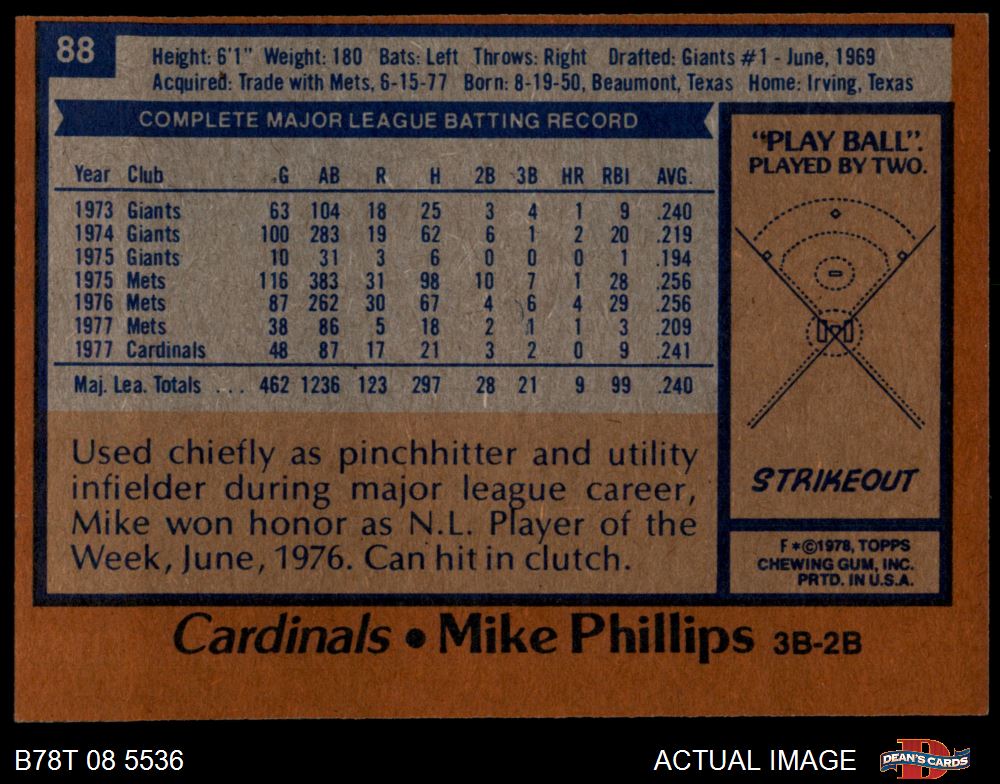 88
Height: 6'1" Weight: 180 Bats: Left Throws: Right Drafted: Giants #1 - June, 1969
Acquired: Trade with Mets, 6-15-77 Born: 8-19-50, Beaumont, Texas Home: Irving, Texas
COMPLETE MAJOR LEAGUE BATTING RECORD
Year Club G AB R H 2B 3B HR RBI AVG.
1973 Giants 63 104 18 25 3 4 1 9 .240
1974 Giants 100 283 19 62 6 1 2 20 .219
1975 Giants 10 31 3 6 0 0 0 1 .194
1975 Mets 116 383 31 98 10 7 1 28 .256
1976 Mets 87 262 30 67 4 6 4 29 .256
1977 Mets 38 86 5 18 2 1 1 3 .209
1977 Cardinals 48 87 17 21 3 2 0 9 .241
Maj. Lea. Totals ... 462 1236 123 297 28 21 9 99 .240
Used chiefly as pinchhitter and utility
infielder during major league career,
Mike won honor as N.L. Player of the
Week, June, 1976. Can hit in clutch.
"PLAY BALL".
PLAYED BY TWO.
STRIKEOUT
F*©1978, TOPPS
CHEWING GUM, INC.
PRTD. IN U.S.A.
Cardinals • Mike Phillips 3B-2B
B78T 08 5536
ACTUAL IMAGE
DEAN'S CARDS